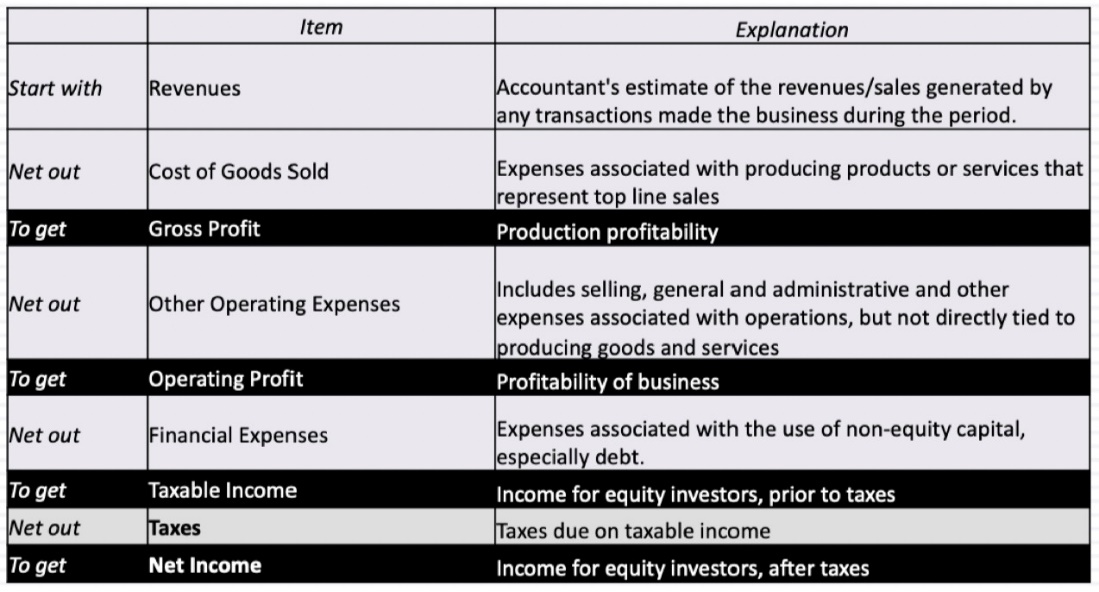 Item Explanation
Start with Revenues Accountant's estimate of the revenues/sales generated by
any transactions made the business during the period.
Net out Cost of Goods Sold Expenses associated with producing products or services that
represent top line sales
To get Gross Profit Production profitability
Net out Other Operating Expenses Includes selling, general and administrative and other
expenses associated with operations, but not directly tied to
producing goods and services
To get Operating Profit Profitability of business
Net out Financial Expenses Expenses associated with the use of non-equity capital,
especially debt.
To get Taxable Income Income for equity investors, prior to taxes
Net out Taxes Taxes due on taxable income
To get Net Income Income for equity investors, after taxes